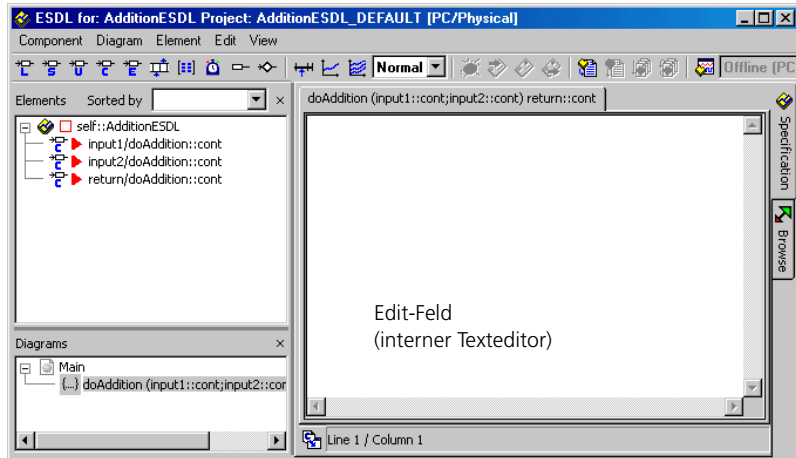 ESDL for: AdditionESDL Project: AdditionESDL_DEFAULT [PC/Physical]
Component Diagram Element Edit View
L S U C E Normal Offline (PC
Elements Sorted by
self::AdditionESDL
C input1/doAddition::cont
C input2/doAddition::cont
C return/doAddition::cont
Diagrams
Main
{...} doAddition (input1::cont;input2::cor
doAddition (input1::cont;input2::cont) return::cont
Edit-Feld
(interner Texteditor)
Line 1 / Column 1
Specification
Browse